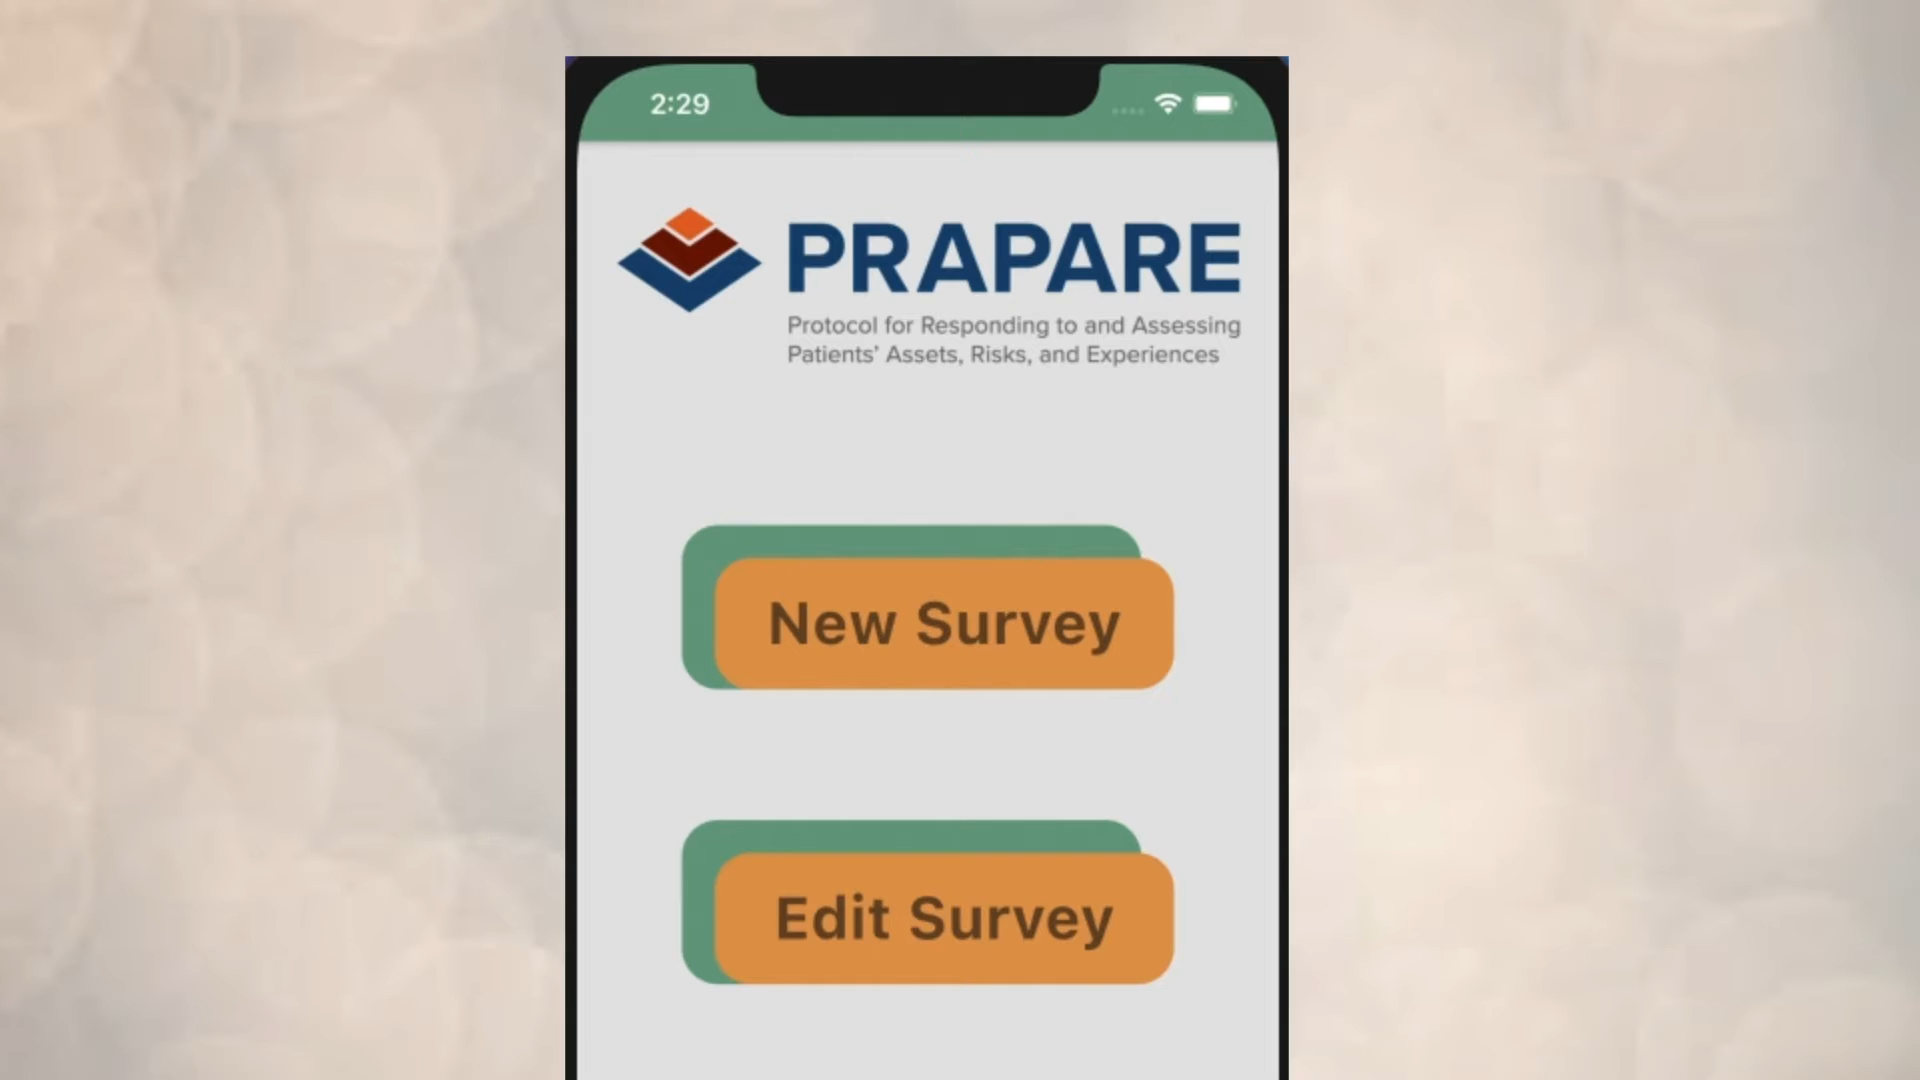 2:29
PRAPARE
Protocol for Responding to and Assessing
Patients' Assets, Risks, and Experiences
New Survey
Edit Survey